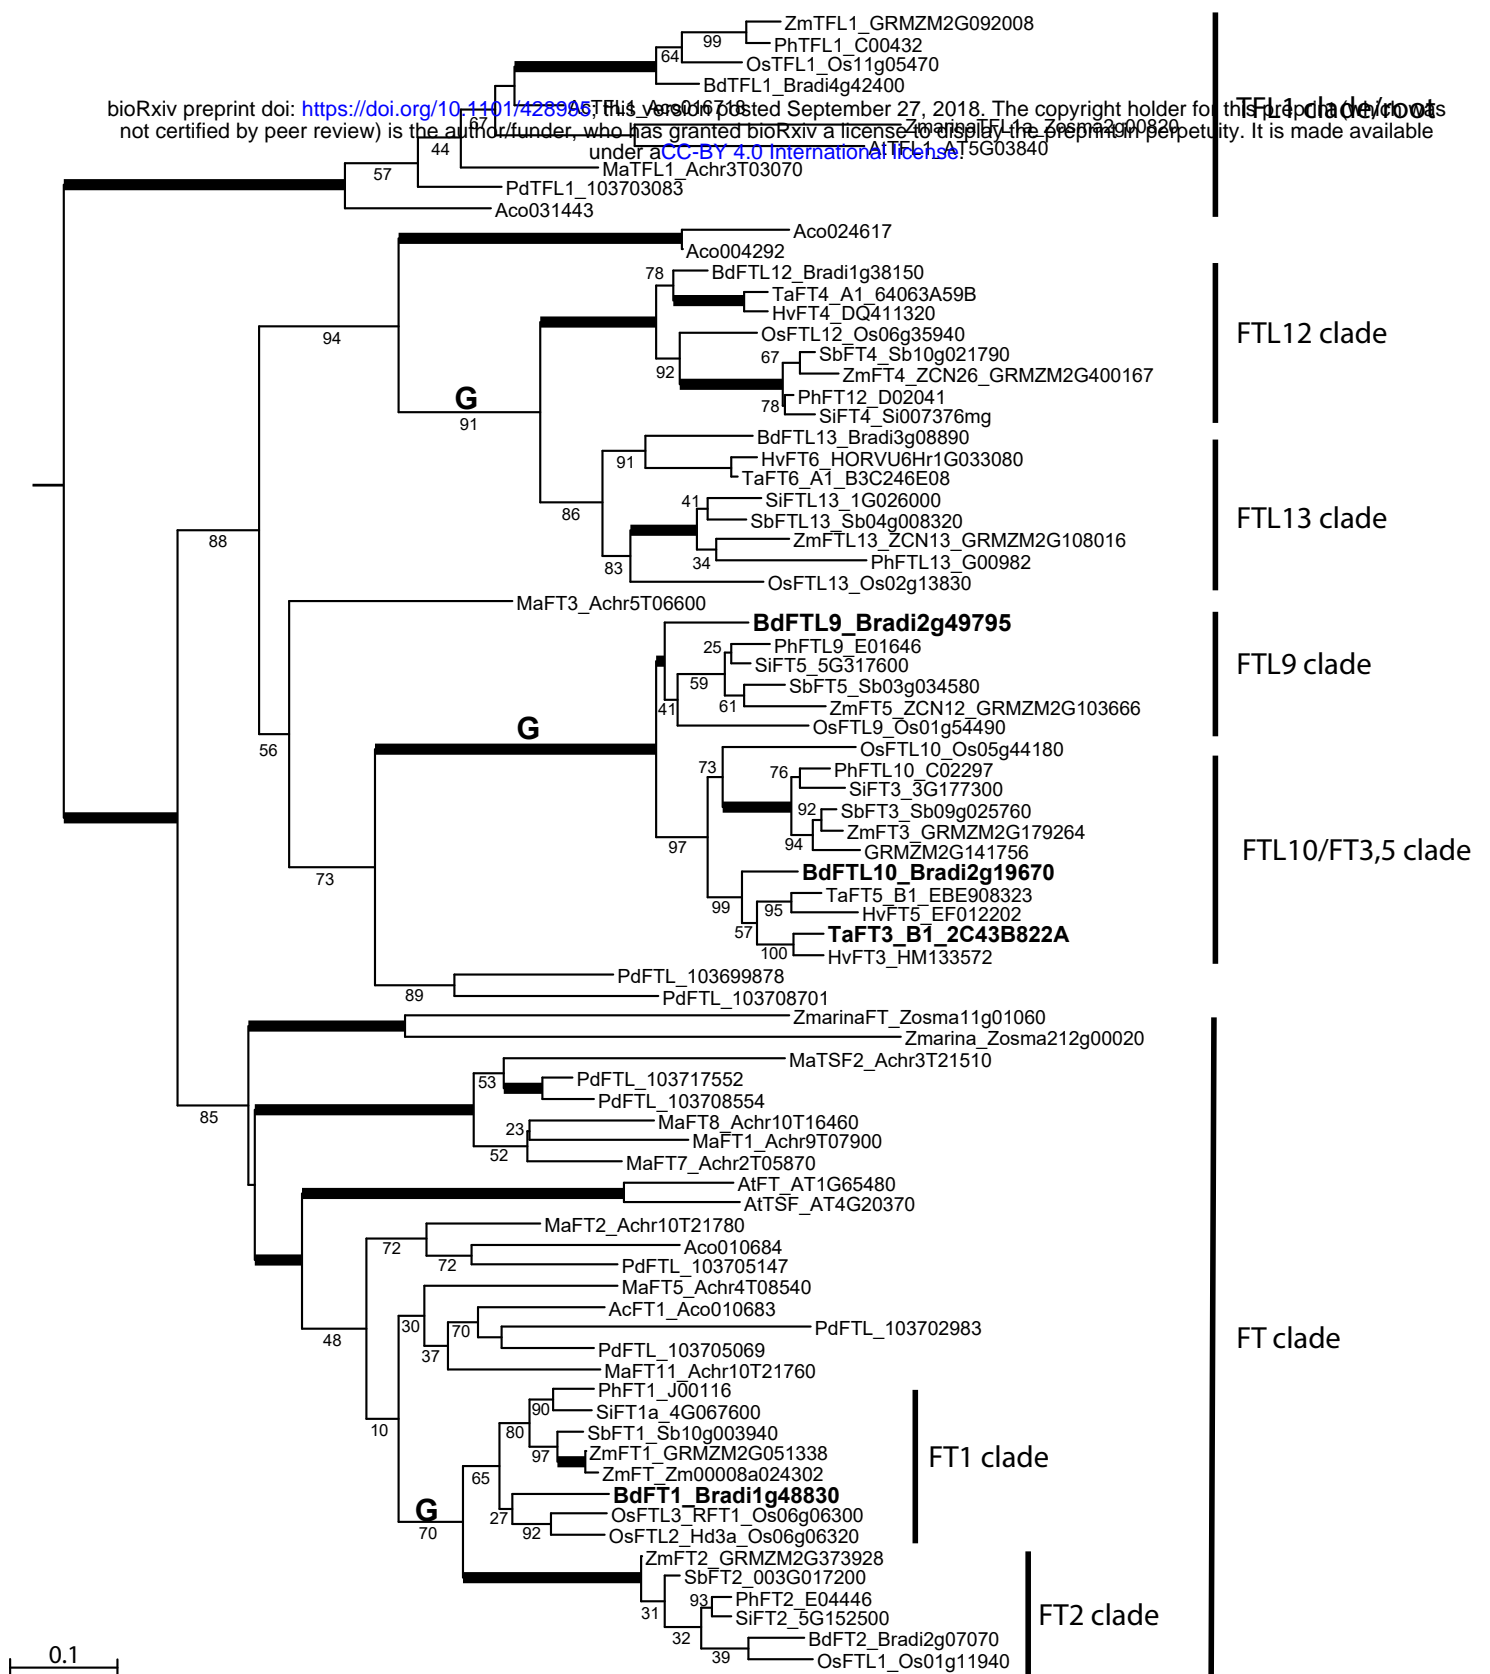 ZmTFL1_GRMZM2G092008
99
PhTFL1_C00432
64
OsTFL1_Os11g05470
BdTFL1_Bradi4g42400
bioRxiv preprint doi: https://doi.org/10.1101/428995; this version posted September 27, 2018. The copyright holder for this preprint (which was
AcTFL1_Aco016718
TFL1 clade/root
67
ZmarinaTFL1a_Zosma2g00820
not certified by peer review) is the author/funder, who has granted bioRxiv a license to display the preprint in perpetuity. It is made available
44
AtTFL1_AT5G03840
under aCC-BY 4.0 International license.
MaTFL1_Achr3T03070
57
PdTFL1_103703083
Aco031443
Aco024617
Aco004292
78
BdFTL12_Bradi1g38150
TaFT4_A1_64063A59B
HvFT4_DQ411320
FTL12 clade
94
OsFTL12_Os06g35940
67
SbFT4_Sb10g021790
92
ZmFT4_ZCN26_GRMZM2G400167
G
PhFT12_D02041
78
SiFT4_Si007376mg
91
BdFTL13_Bradi3g08890
91
HvFT6_HORVU6Hr1G033080
TaFT6_A1_B3C246E08
41
SiFTL13_1G026000
86
SbFTL13_Sb04g008320
FTL13 clade
88
ZmFTL13_ZCN13_GRMZM2G108016
34
PhFTL13_G00982
83
OsFTL13_Os02g13830
MaFT3_Achr5T06600
BdFTL9_Bradi2g49795
25
PhFTL9_E01646
SiFT5_5G317600
FTL9 clade
59
SbFT5_Sb03g034580
61
41
ZmFT5_ZCN12_GRMZM2G103666
G
OsFTL9_Os01g54490
56
OsFTL10_Os05g44180
73
76
PhFTL10_C02297
SiFT3_3G177300
92
SbFT3_Sb09g025760
ZmFT3_GRMZM2G179264
97
94
GRMZM2G141756
FTL10/FT3,5 clade
73
BdFTL10_Bradi2g19670
TaFT5_B1_EBE908323
99
95
HvFT5_EF012202
57
TaFT3_B1_2C43B822A
100
HvFT3_HM133572
PdFTL_103699878
89
PdFTL_103708701
ZmarinaFT_Zosma11g01060
Zmarina_Zosma212g00020
MaTSF2_Achr3T21510
53
PdFTL_103717552
PdFTL_103708554
85
MaFT8_Achr10T16460
23
MaFT1_Achr9T07900
52
MaFT7_Achr2T05870
AtFT_AT1G65480
AtTSF_AT4G20370
MaFT2_Achr10T21780
72
Aco010684
72
PdFTL_103705147
MaFT5_Achr4T08540
AcFT1_Aco010683
30
70
PdFTL_103702983
48
FT clade
PdFTL_103705069
37
MaFT11_Achr10T21760
PhFT1_J00116
90
SiFT1a_4G067600
10
80
SbFT1_Sb10g003940
97
ZmFT1_GRMZM2G051338
FT1 clade
ZmFT_Zm00008a024302
65
BdFT1_Bradi1g48830
G
27
OsFTL3_RFT1_Os06g06300
70
92
OsFTL2_Hd3a_Os06g06320
ZmFT2_GRMZM2G373928
SbFT2_003G017200
93
PhFT2_E04446
31
SiFT2_5G152500
FT2 clade
32
BdFT2_Bradi2g07070
39
OsFTL1_Os01g11940
0.1